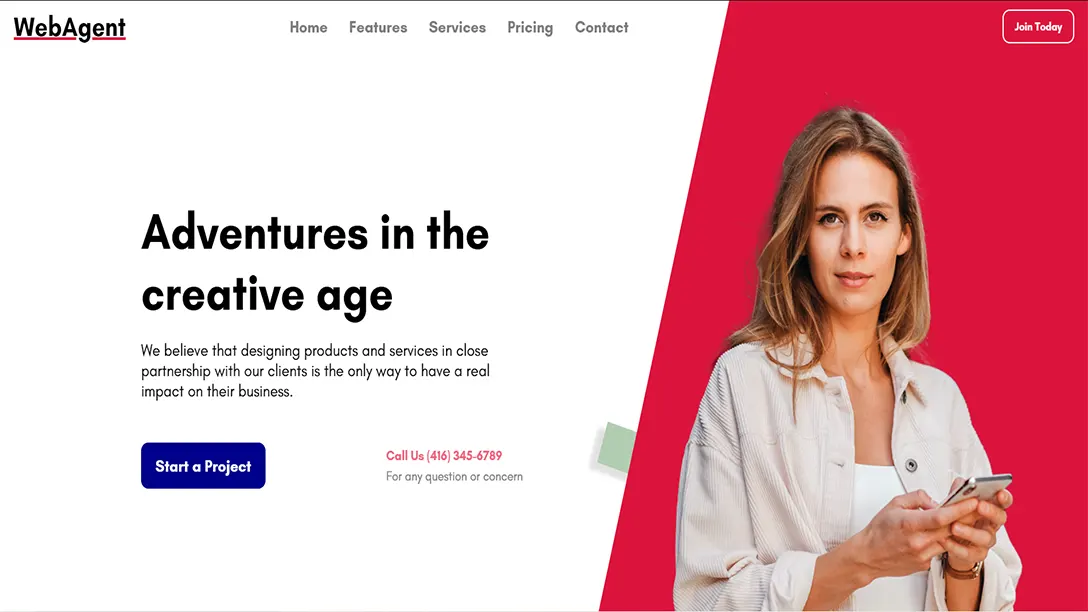 WebAgent
Home Features Services Pricing Contact
Join Today
Adventures in the
creative age
We believe that designing products and services in close
partnership with our clients is the only way to have a real
impact on their business.
Start a Project
Call Us (416) 345-6789
For any question or concern